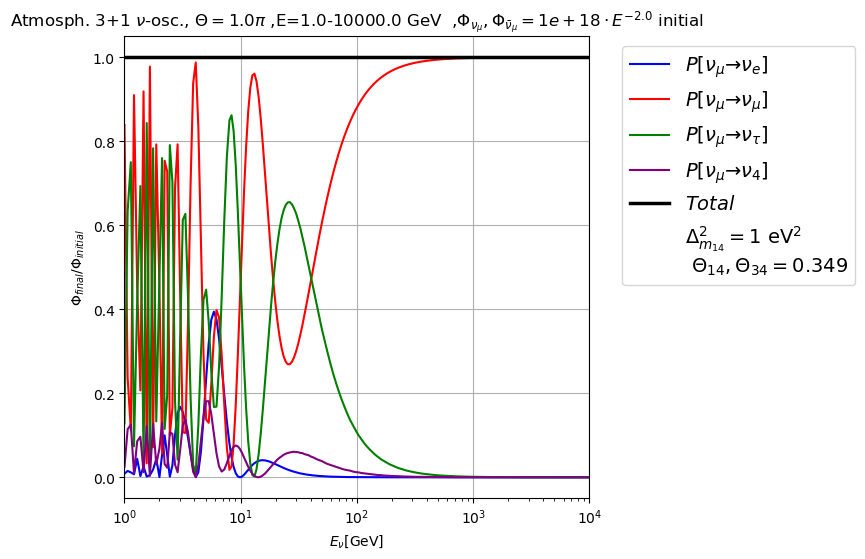 Atmosph. 3+1 ν-osc., Θ = 1.0π ,E=1.0-10000.0 GeV ,Φ_{ν_μ}, Φ_{ν̄_μ} = 1e + 18 · E^{−2.0} initial
P[ν_μ→ν_e]
P[ν_μ→ν_μ]
P[ν_μ→ν_τ]
P[ν_μ→ν_4]
Total
Δ²_{m_{14}} = 1 eV²
Θ_{14}, Θ_{34} = 0.349
Φ_{final}/Φ_{initial}
1.0
0.8
0.6
0.4
0.2
0.0
10^0 10^1 10^2 10^3 10^4
E_ν[GeV]